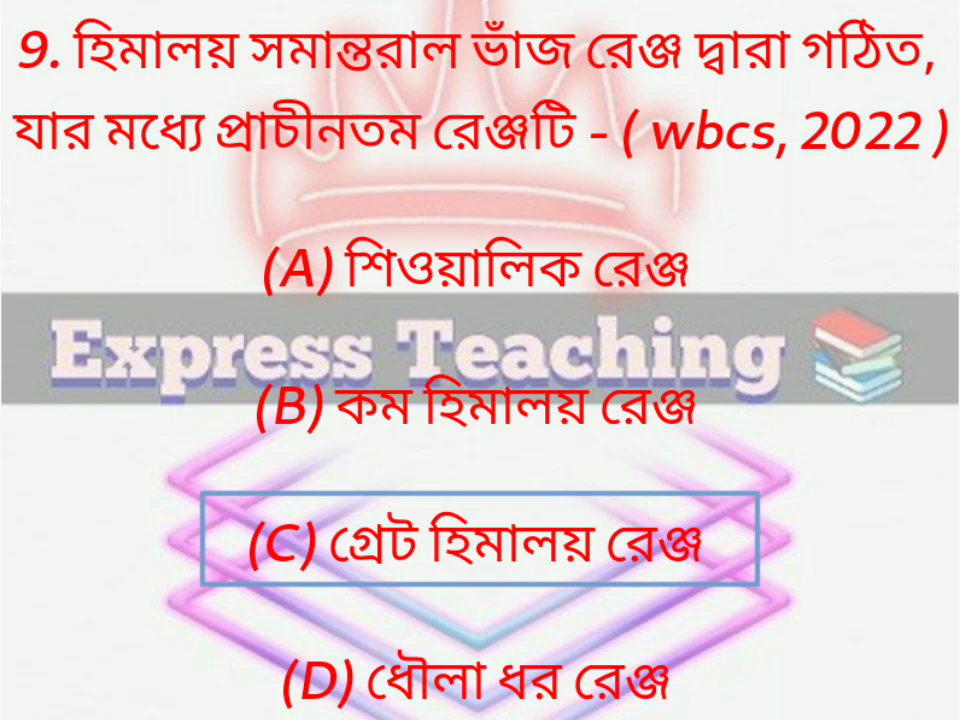 9. হিমালয় সমান্তরাল ভাঁজ রেঞ্জ দ্বারা গঠিত,
যার মধ্যে প্রাচীনতম রেঞ্জটি - ( wbcs, 2022 )
(A) শিওয়ালিক রেঞ্জ
Express Teaching
(B) কম হিমালয় রেঞ্জ
(C) গ্রেট হিমালয় রেঞ্জ
(D) ধৌলা ধর রেঞ্জ